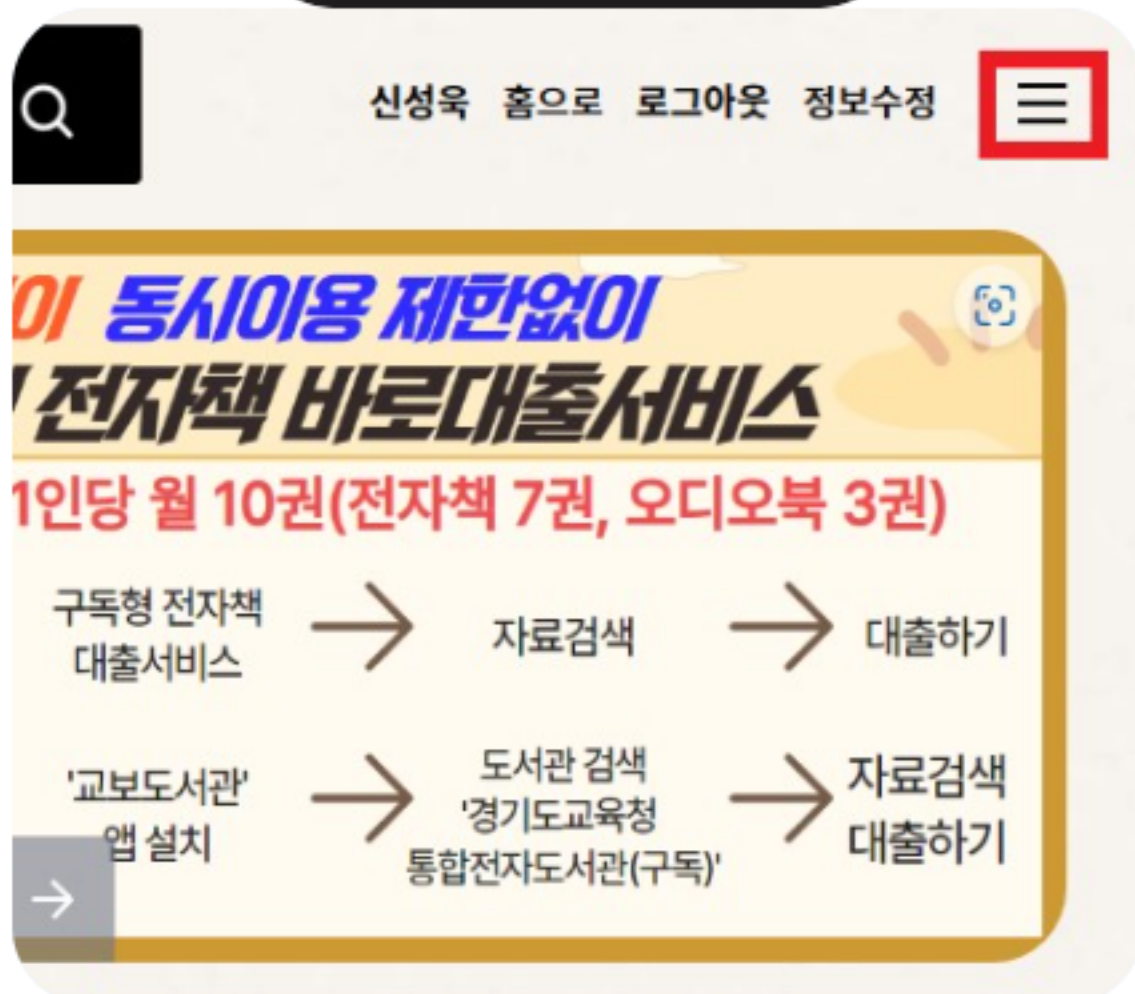 신성욱 홈으로 로그아웃 정보수정
이 동시이용 제한없이
전자책 바로대출서비스
1인당 월 10권(전자책 7권, 오디오북 3권)
구독형 전자책
대출서비스
자료검색
대출하기
'교보도서관'
앱 설치
도서관 검색
'경기도교육청
통합전자도서관(구독)'
자료검색
대출하기